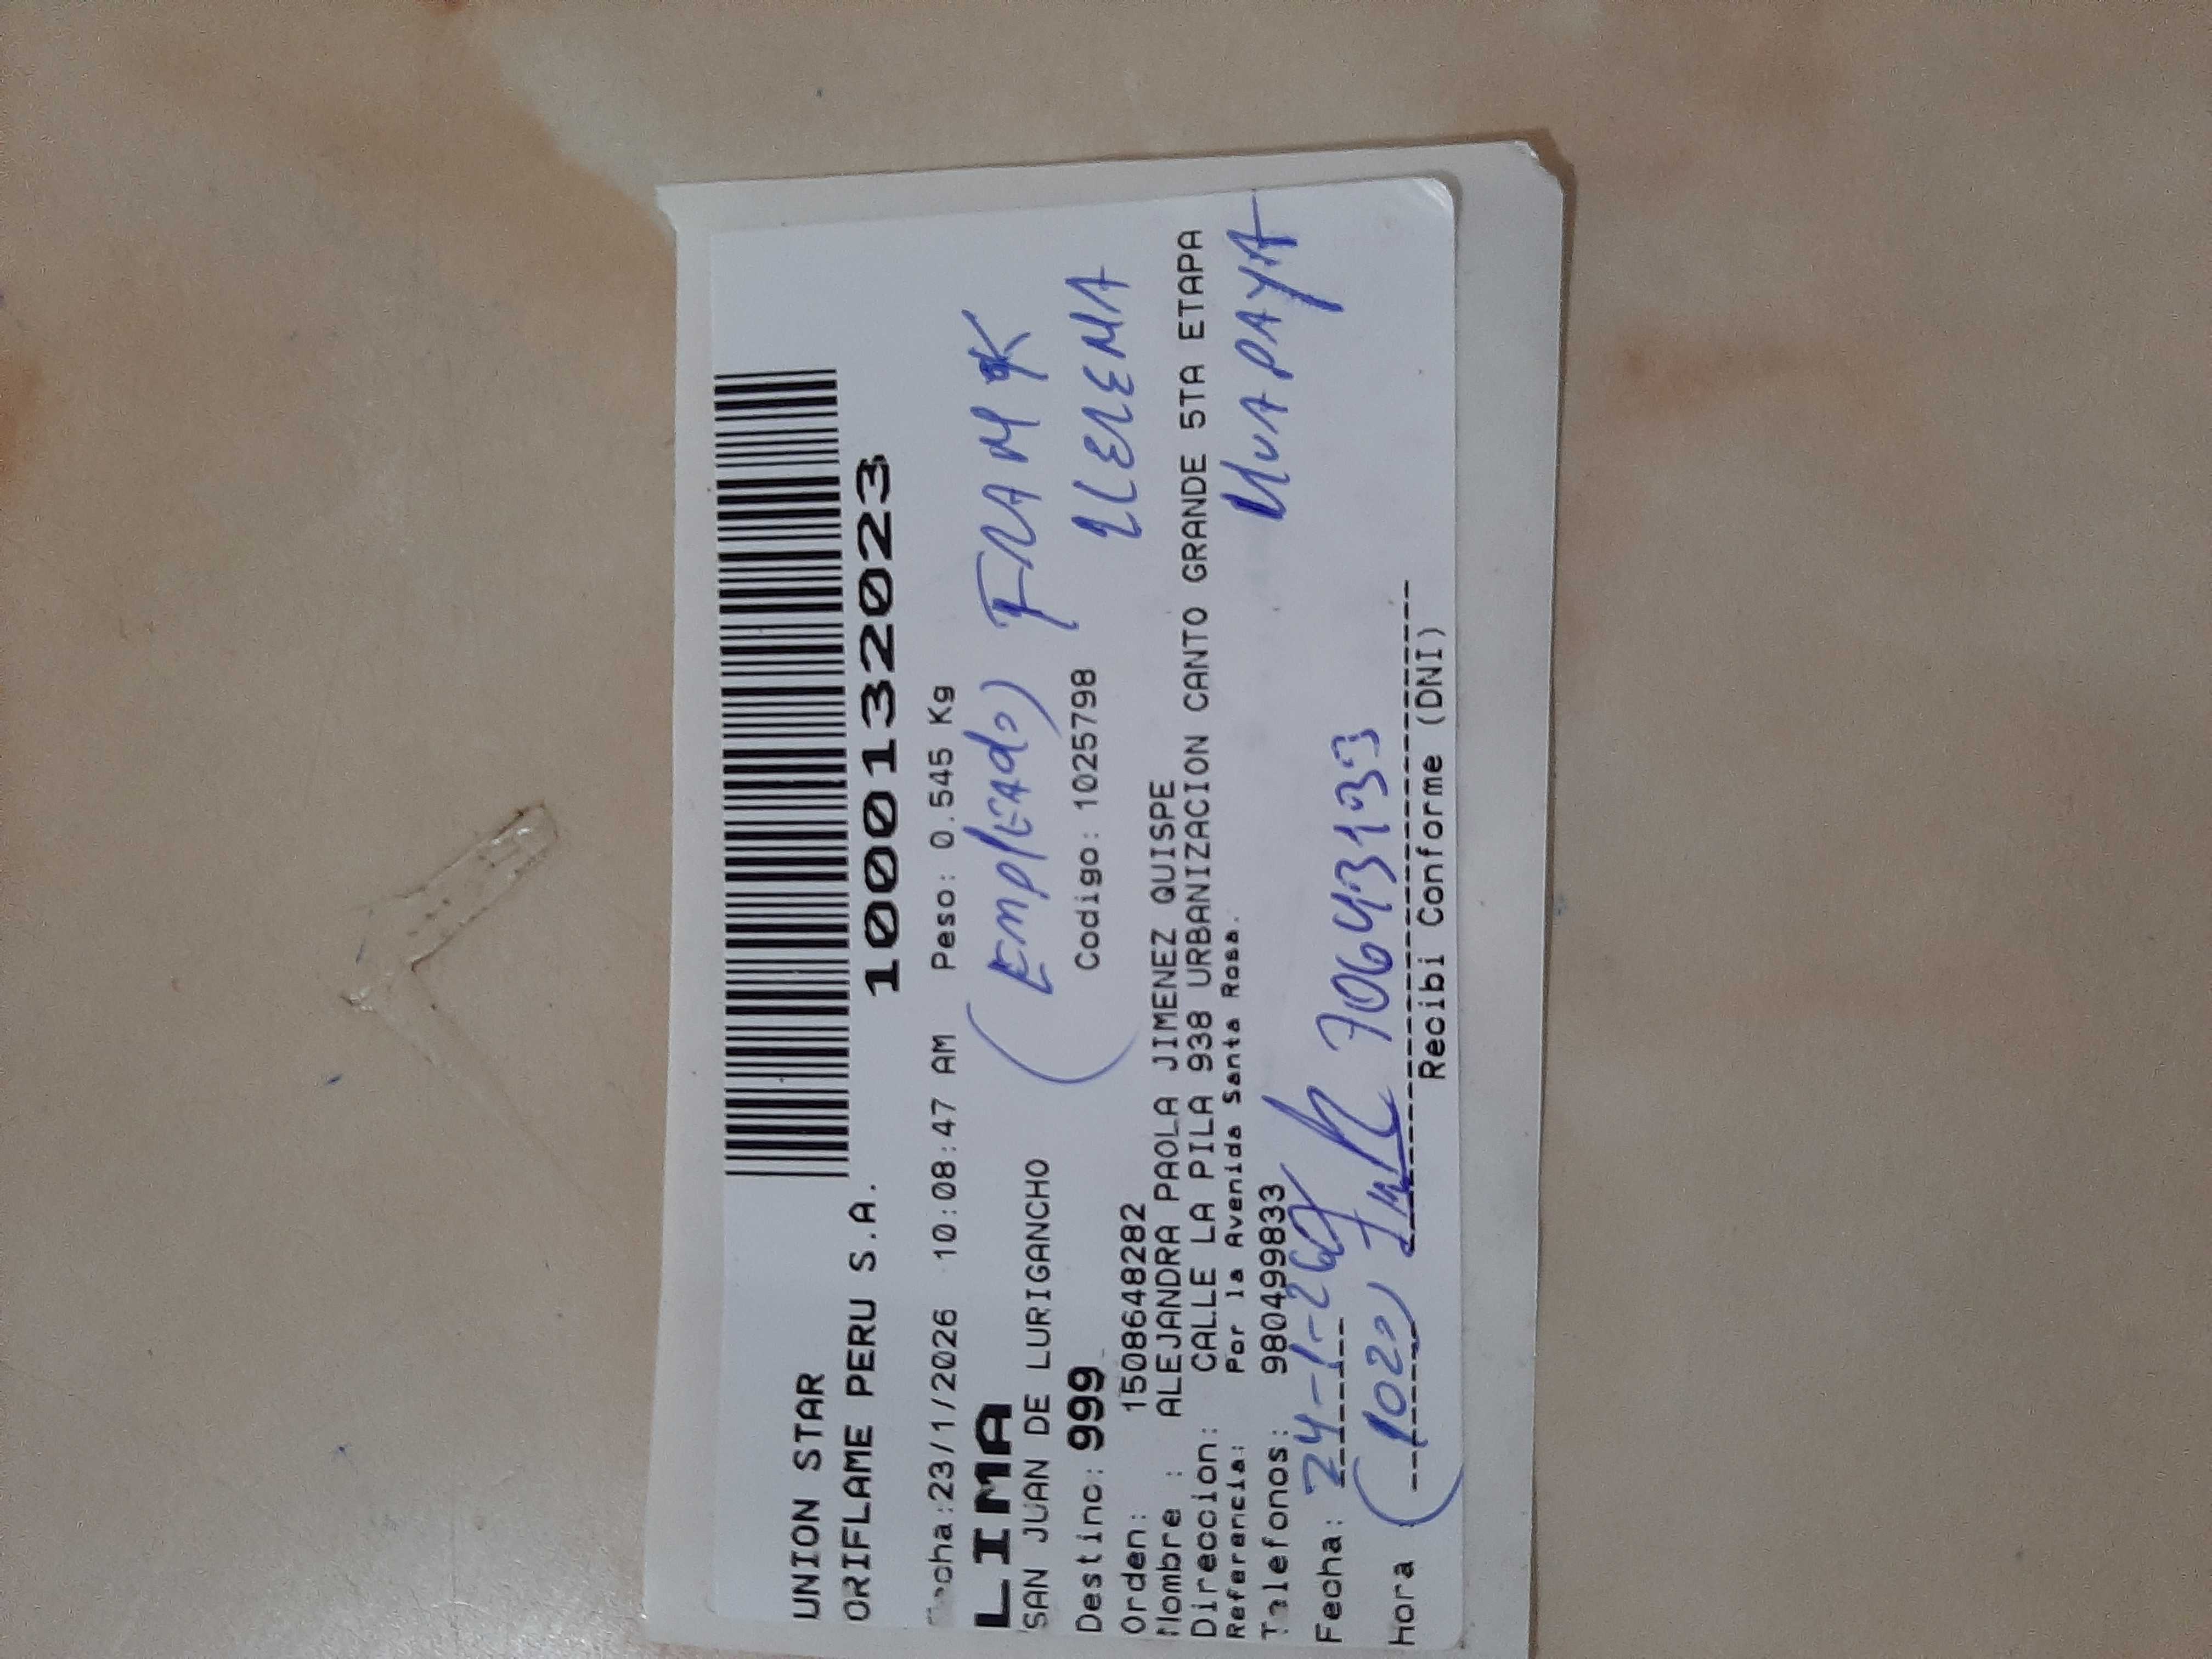 UNION STAR
ORIFLAME PERU S.A.
1000132023
cha:23/1/2026 10:08:47 AM Peso: 0.545 Kg
LIMA
(Empleado) FRANK
SAN JUAN DE LURIGANCHO
LLERENA
Destino: 999 Codigo: 1025798
Orden: 1508648282
Nombre : ALEJANDRA PAOLA JIMENEZ QUISPE
Direccion: CALLE LA PILA 938 URBANIZACION CANTO GRANDE 5TA ETAPA
Referencia: Por la Avenida Santa Rosa.
HUAPAYA
Telefonos: 980499833
Fecha: 24-1-26
hora (1022) 70643133
Recibi Conforme (DNI)